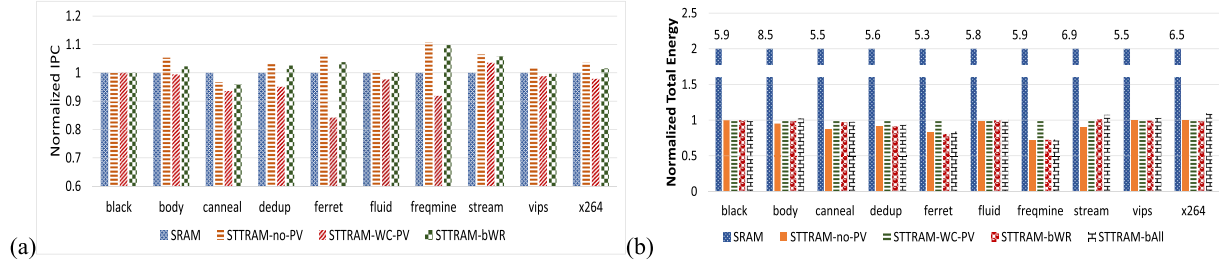 Normalized IPC
1.2
1.1
1
0.9
0.8
0.7
0.6
black body canneal dedup ferret fluid freqmine stream vips x264
SRAM STTRAM-no-PV STTRAM-WC-PV STTRAM-bWR
(a)
Normalized Total Energy
2.5
2
1.5
1
0.5
0
5.9 8.5 5.5 5.6 5.3 5.8 5.9 6.9 5.5 6.5
black body canneal dedup ferret fluid freqmine stream vips x264
SRAM STTRAM-no-PV STTRAM-WC-PV STTRAM-bWR STTRAM-bAll
(b)